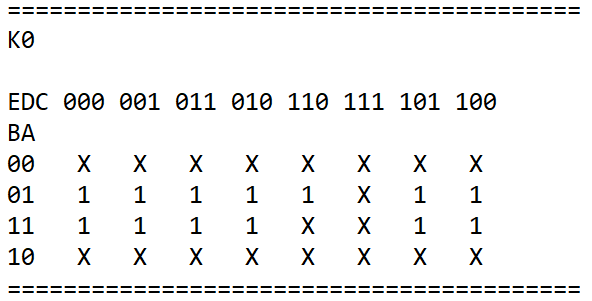 =========================================
K0
EDC 000 001 011 010 110 111 101 100
BA
00 X X X X X X X X
01 1 1 1 1 1 X 1 1
11 1 1 1 1 X X 1 1
10 X X X X X X X X
=========================================